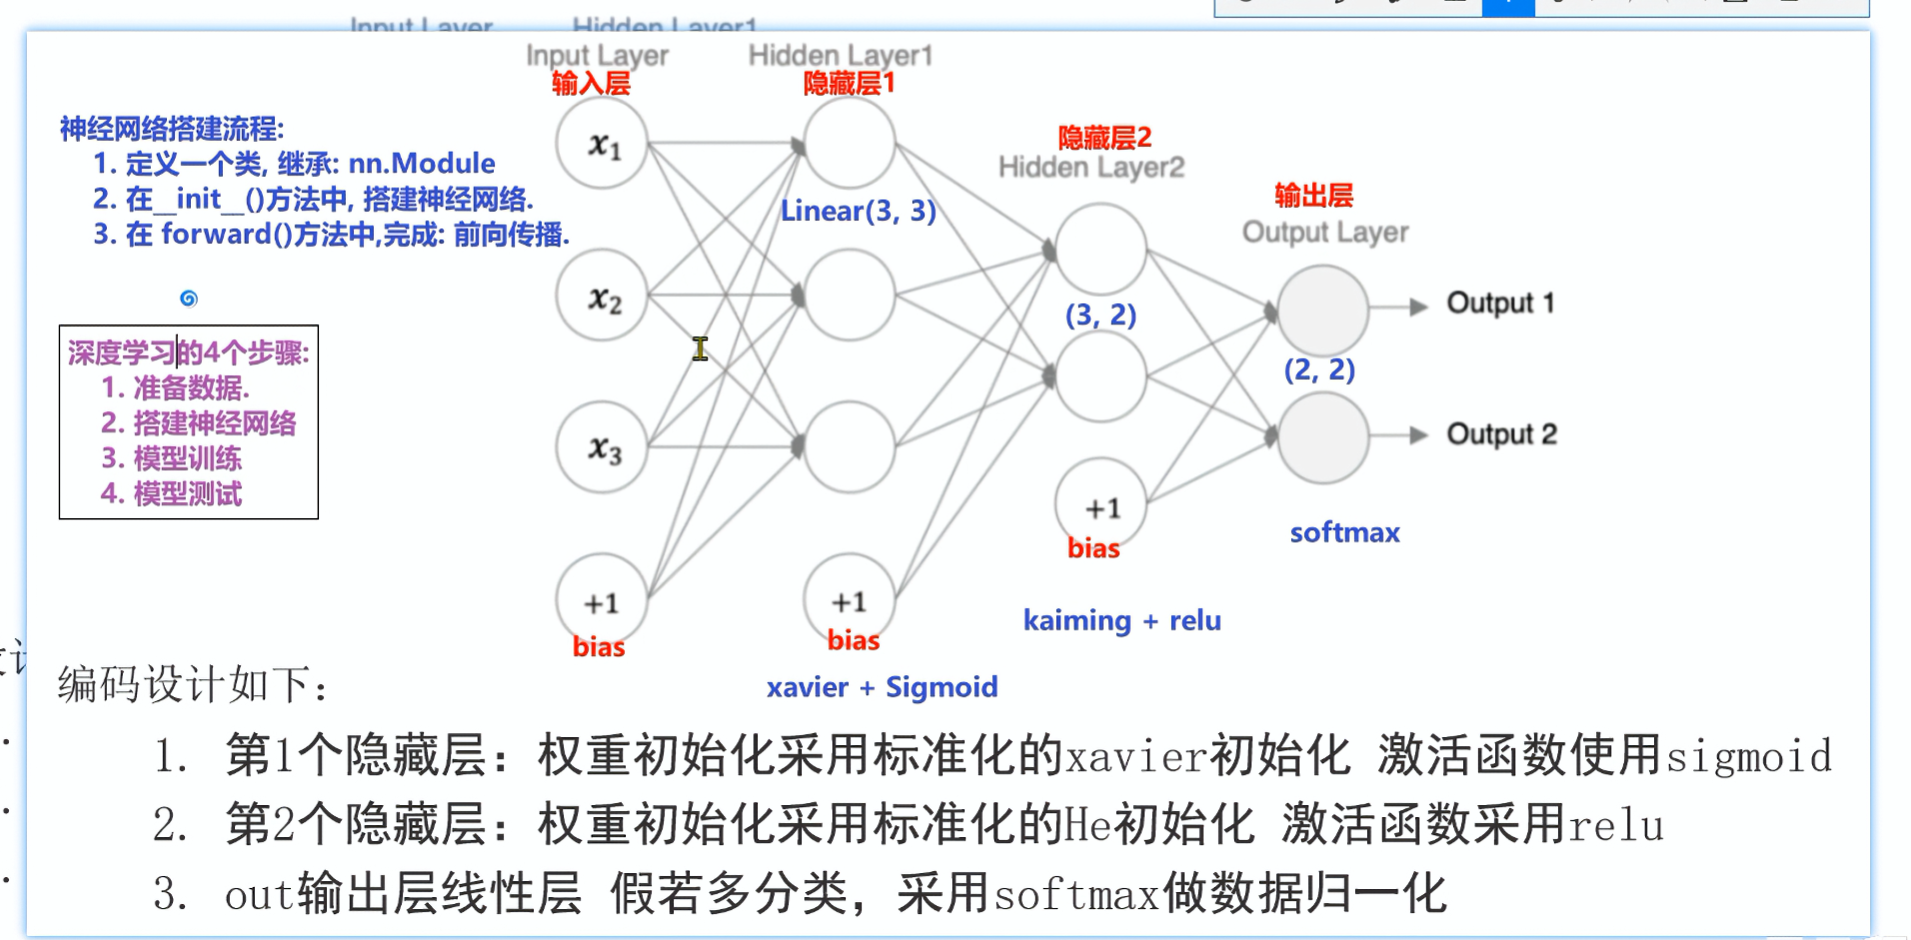 Input Layer
Hidden Layer1
Input Layer
Hidden Layer1
输入层
隐藏层1
神经网络搭建流程:
1. 定义一个类, 继承: nn.Module
2. 在__init__()方法中, 搭建神经网络.
3. 在 forward()方法中,完成: 前向传播.
深度学习的4个步骤:
1. 准备数据.
2. 搭建神经网络
3. 模型训练
4. 模型测试
x1
x2
x3
+1
bias
Linear(3, 3)
+1
bias
xavier + Sigmoid
隐藏层2
Hidden Layer2
(3, 2)
+1
bias
kaiming + relu
输出层
Output Layer
(2, 2)
softmax
Output 1
Output 2
编码设计如下：
1. 第1个隐藏层：权重初始化采用标准化的xavier初始化 激活函数使用sigmoid
2. 第2个隐藏层：权重初始化采用标准化的He初始化 激活函数采用relu
3. out输出层线性层 假若多分类，采用softmax做数据归一化